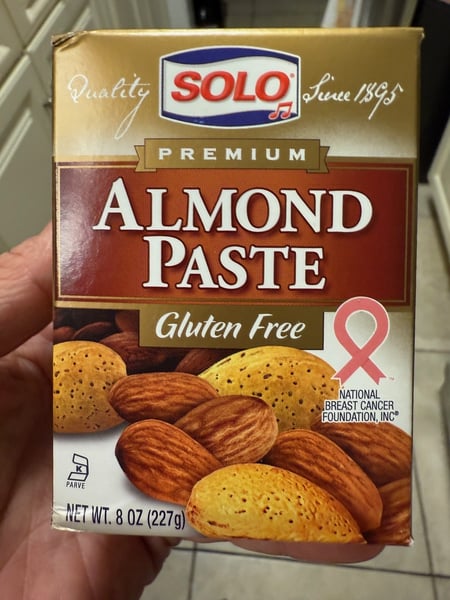 Quality SOLO® Since 1895
PREMIUM
ALMOND
PASTE
Gluten Free
NATIONAL
BREAST CANCER
FOUNDATION, INC®
K
PARVE
NET WT. 8 OZ (227g)